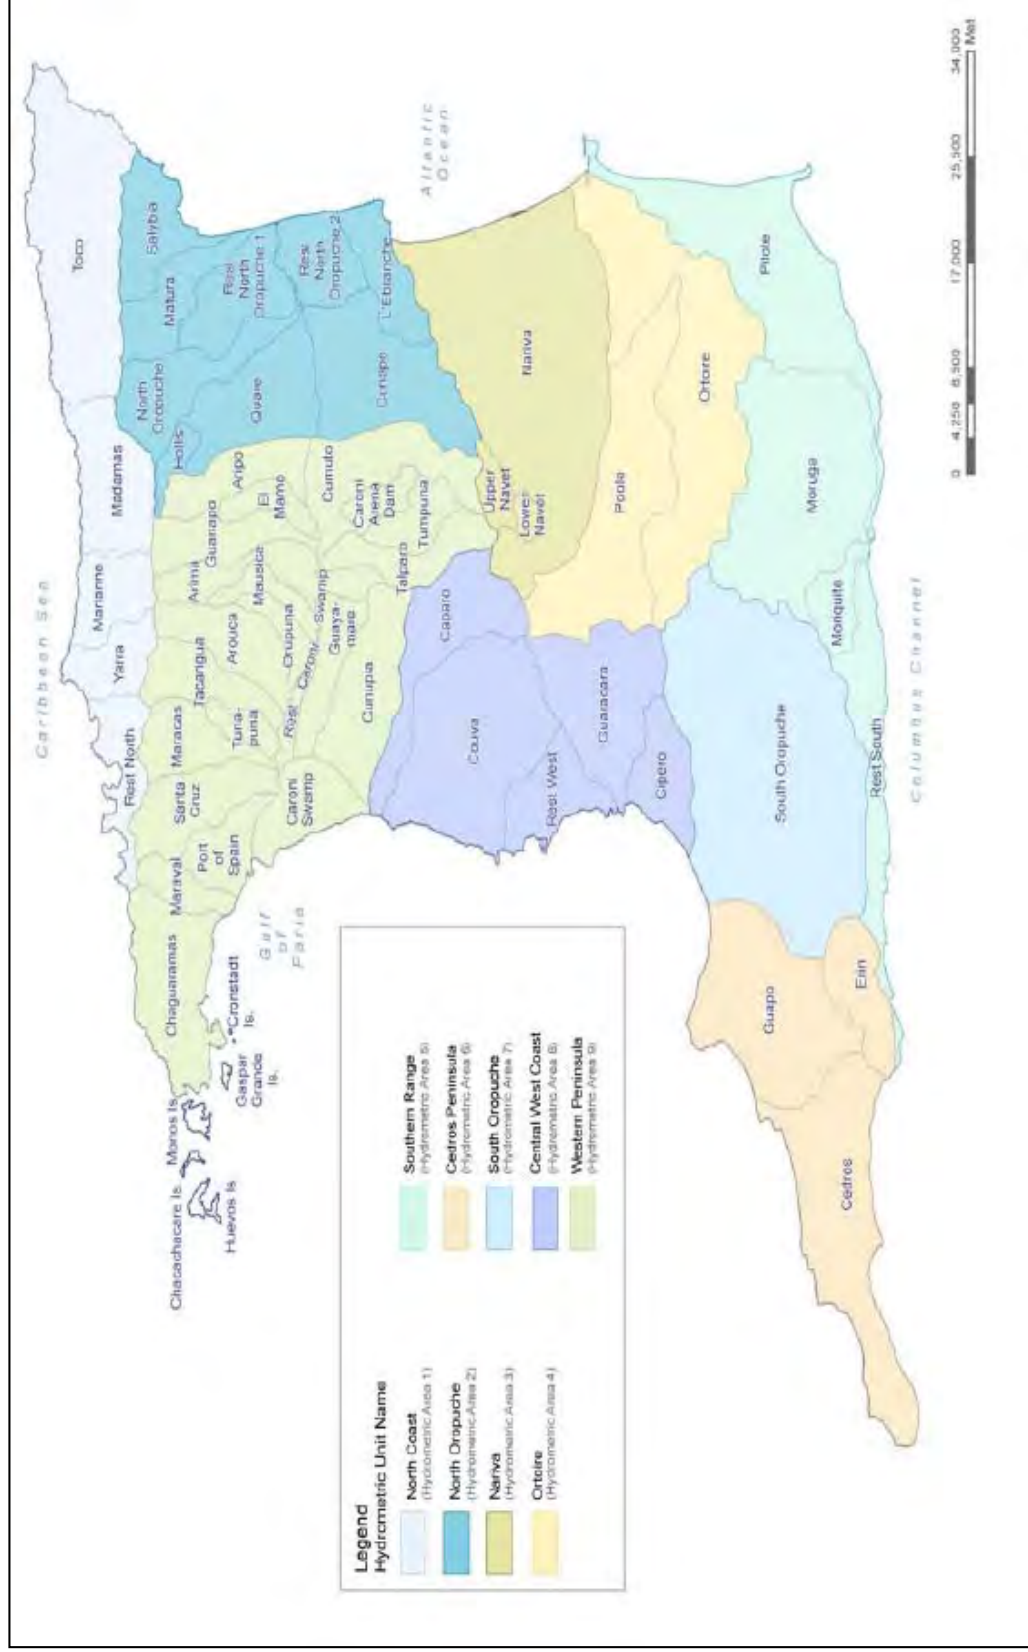 Caribbean Sea
Toco
Madamas
Marianne
Yarra
Rest North
Salybia
Matura
North
Oropuche
Hollis
Quare
Rest
North
Oropuche 1
Rest
North
Oropuche 2
L'Ebranche
Cunape
Atlantic
Ocean
Chaguaramas
Maraval
Port
of
Spain
Santa
Cruz
Maracas
Tuna-
puna
Tacarigua
Arouca
Arima
Mausica
Guanapo
Aripo
El
Mamo
Cumuto
Caroni
Arena
Dam
Tumpuna
Talparo
Oropuna
Rest Caroni Swamp
Guaya-
mare
Cunupia
Caroni
Swamp
Chacachacare Is.
Monos Is
Huevos Is
Gaspar
Grande
Is.
Cronstadt
Is.
Gulf
of
Paria
Upper
Navet
Lower
Navet
Nariva
Caparo
Couva
Rest West
Guaracara
Cipero
Poole
Ortoire
Pilote
Moruga
Moriquite
Rest South
South Oropuche
Guapo
Erin
Cedros
Columbus Channel
Legend
Hydrometric Unit Name
North Coast
(Hydrometric Area 1)
North Oropuche
(Hydrometric Area 2)
Nariva
(Hydrometric Area 3)
Ortoire
(Hydrometric Area 4)
Southern Range
(Hydrometric Area 5)
Cedros Peninsula
(Hydrometric Area 6)
South Oropuche
(Hydrometric Area 7)
Central West Coast
(Hydrometric Area 8)
Western Peninsula
(Hydrometric Area 9)
0 4,250 8,500 17,000 25,500 34,000
Met